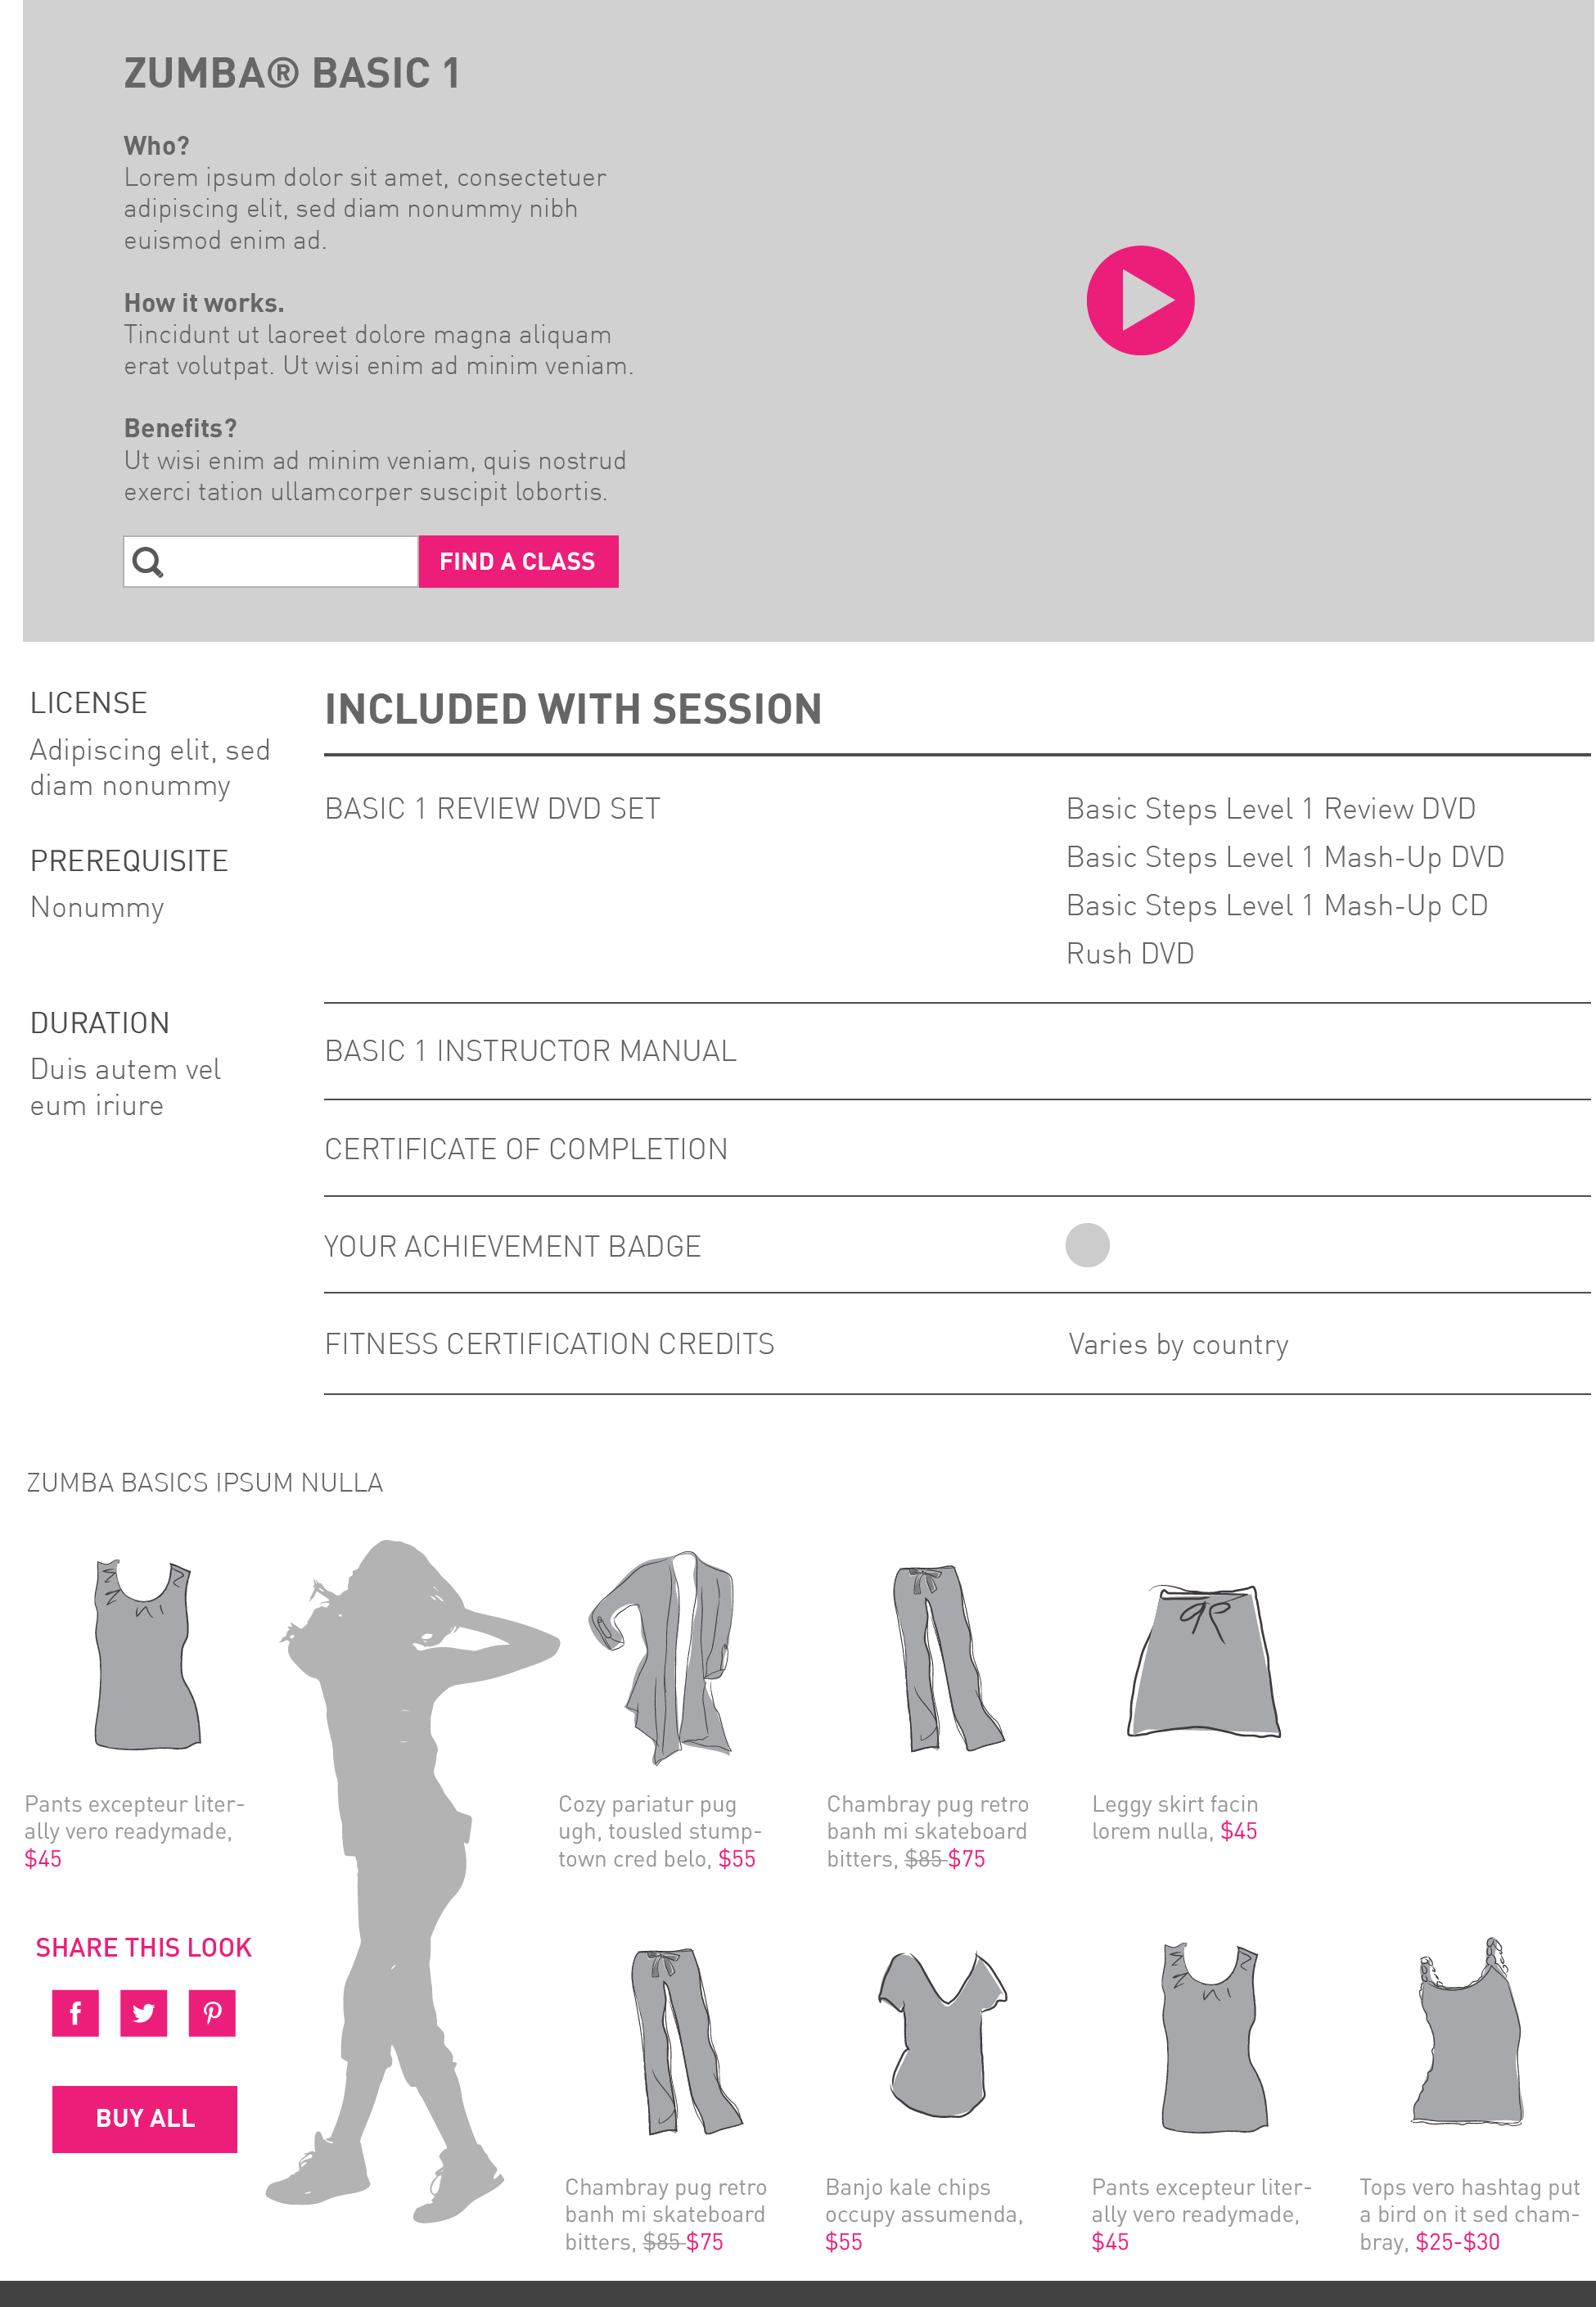 ZUMBA® BASIC 1
Who?
Lorem ipsum dolor sit amet, consectetuer
adipiscing elit, sed diam nonummy nibh
euismod enim ad.
How it works.
Tincidunt ut laoreet dolore magna aliquam
erat volutpat. Ut wisi enim ad minim veniam.
Benefits?
Ut wisi enim ad minim veniam, quis nostrud
exerci tation ullamcorper suscipit lobortis.
FIND A CLASS
LICENSE
Adipiscing elit, sed
diam nonummy
PREREQUISITE
Nonummy
DURATION
Duis autem vel
eum iriure
INCLUDED WITH SESSION
BASIC 1 REVIEW DVD SET
Basic Steps Level 1 Review DVD
Basic Steps Level 1 Mash-Up DVD
Basic Steps Level 1 Mash-Up CD
Rush DVD
BASIC 1 INSTRUCTOR MANUAL
CERTIFICATE OF COMPLETION
YOUR ACHIEVEMENT BADGE
FITNESS CERTIFICATION CREDITS
Varies by country
ZUMBA BASICS IPSUM NULLA
Pants excepteur liter-
ally vero readymade,
$45
Cozy pariatur pug
ugh, tousled stump-
town cred belo, $55
Chambray pug retro
banh mi skateboard
bitters, $85 $75
Leggy skirt facin
lorem nulla, $45
SHARE THIS LOOK
BUY ALL
Chambray pug retro
banh mi skateboard
bitters, $85 $75
Banjo kale chips
occupy assumenda,
$55
Pants excepteur liter-
ally vero readymade,
$45
Tops vero hashtag put
a bird on it sed cham-
bray, $25-$30